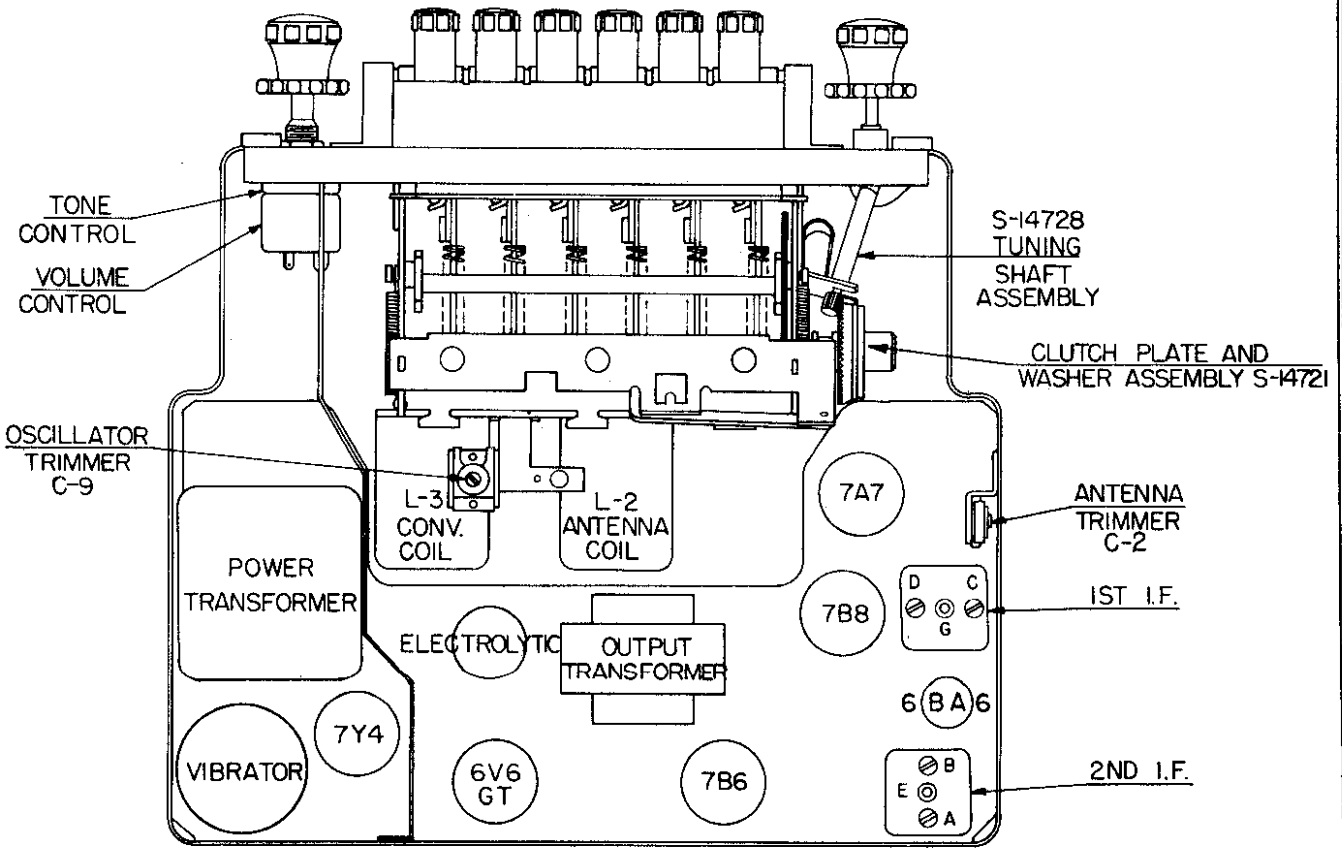 TONE
CONTROL
VOLUME
CONTROL
S-14728
TUNING
SHAFT
ASSEMBLY
CLUTCH PLATE AND
WASHER ASSEMBLY S-14721
OSCILLATOR
TRIMMER
C-9
L-3
CONV.
COIL
L-2
ANTENNA
COIL
7A7
ANTENNA
TRIMMER
C-2
POWER
TRANSFORMER
ELECTROLYTIC
OUTPUT
TRANSFORMER
7B8
D C
G
1ST I.F.
6BA6
7Y4
VIBRATOR
6V6
GT
7B6
B
E
A
2ND I.F.